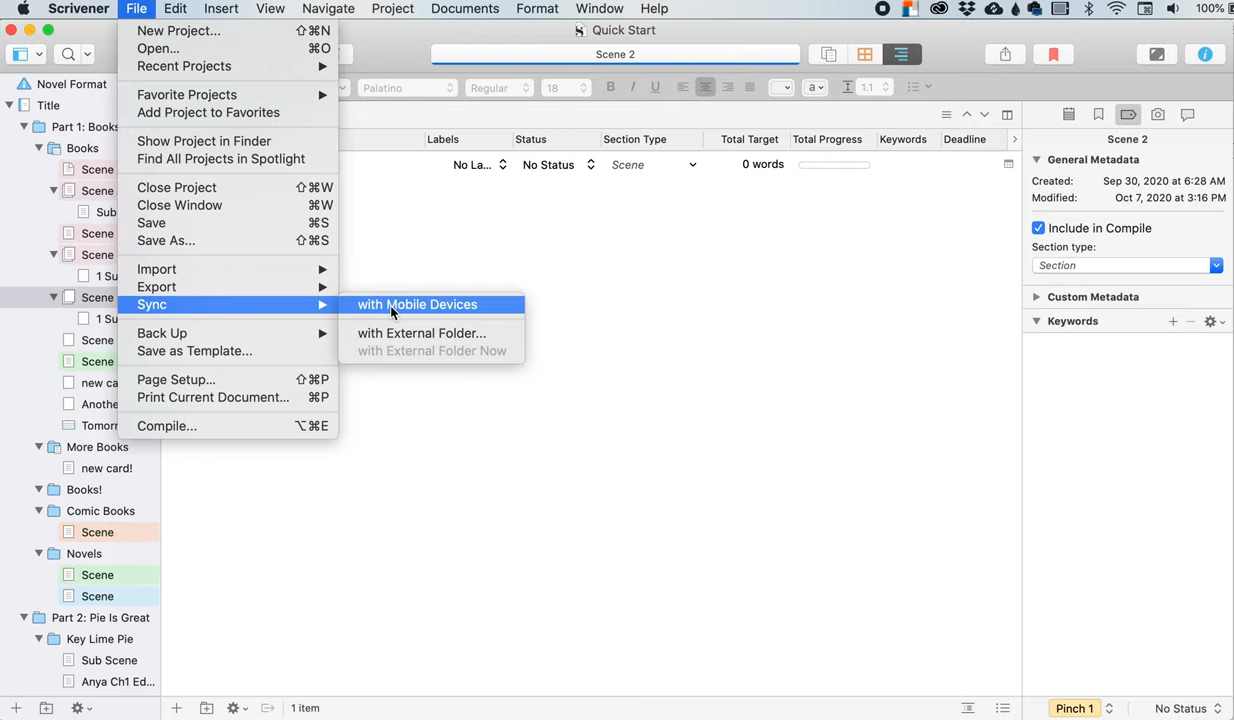 Scrivener File Edit Insert View Navigate Project Documents Format Window Help 100%
Quick Start
Scene 2
New Project... ⇧⌘N
Open... ⌘O
Recent Projects
Favorite Projects
Add Project to Favorites
Show Project in Finder
Find All Projects in Spotlight
Close Project ⇧⌘W
Close Window ⌘W
Save ⌘S
Save As... ⇧⌘S
Import
Export
Sync
Back Up
Save as Template...
Page Setup... ⇧⌘P
Print Current Document... ⌘P
Compile... ⌥⌘E
with Mobile Devices
with External Folder...
with External Folder Now
Novel Format
Title
Part 1: Books
Books
Scene
Scene
Sub
Scene
Scene
1 Su
Scene
1 Su
Scene
Scene
new ca
Anothe
Tomorr
More Books
new card!
Books!
Comic Books
Scene
Novels
Scene
Scene
Part 2: Pie Is Great
Key Lime Pie
Sub Scene
Anya Ch1 Ed...
Palatino Regular 18 B I U a 1.1
Labels Status Section Type Total Target Total Progress Keywords Deadline
No La... No Status Scene 0 words
1 item
Scene 2
General Metadata
Created: Sep 30, 2020 at 6:28 AM
Modified: Oct 7, 2020 at 3:16 PM
Include in Compile
Section type:
Section
Custom Metadata
Keywords
Pinch 1 No Status